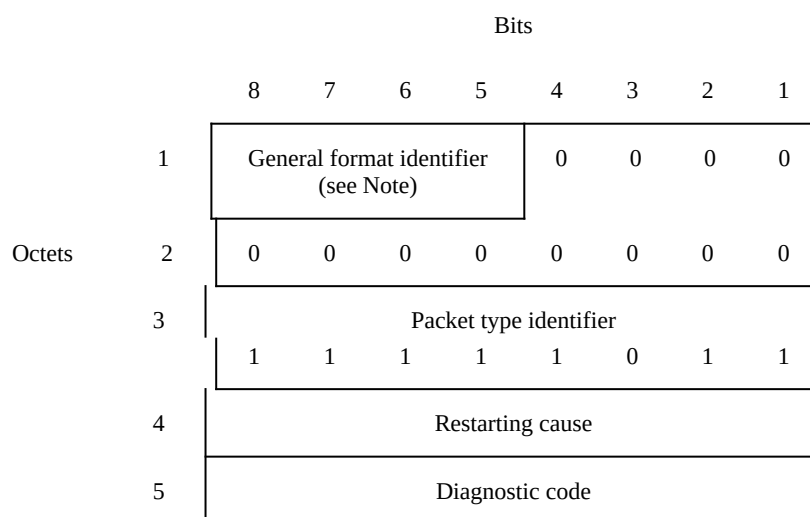 Bits
8 7 6 5 4 3 2 1
1 General format identifier 0 0 0 0
(see Note)
Octets 2 0 0 0 0 0 0 0 0
3 Packet type identifier
1 1 1 1 1 0 1 1
4 Restarting cause
5 Diagnostic code